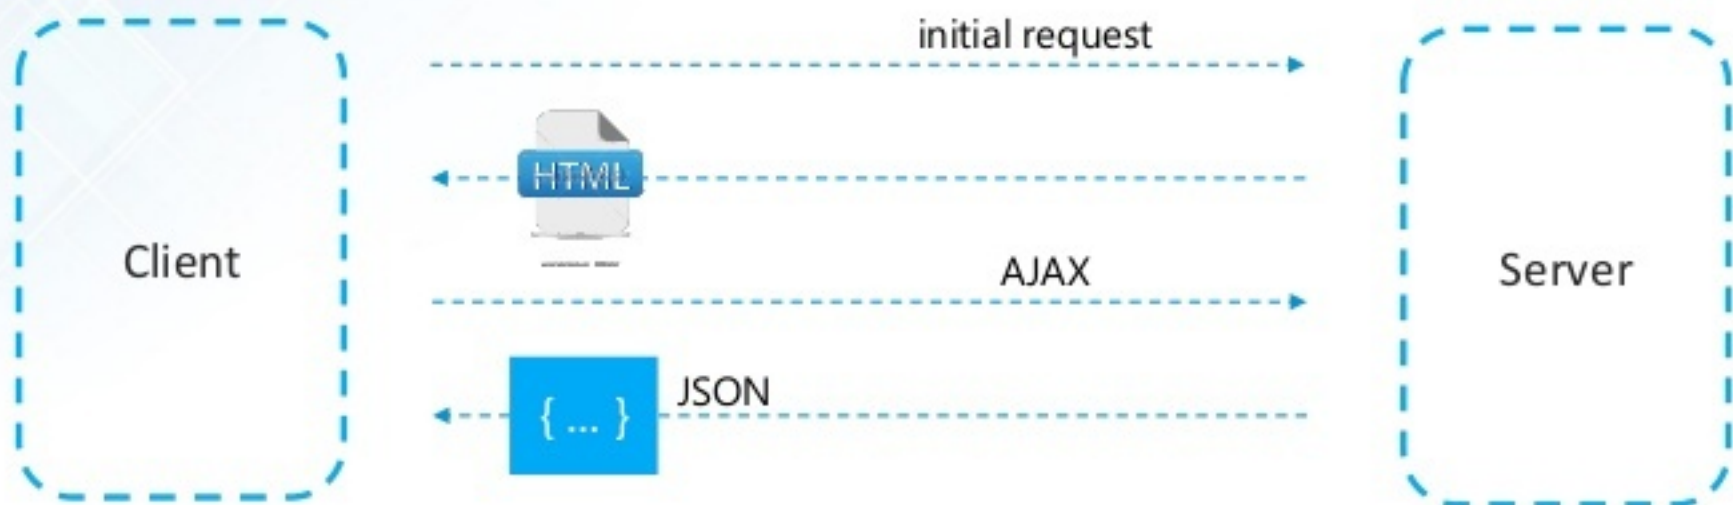 initial request
HTML
Client
AJAX
Server
JSON
{ ... }